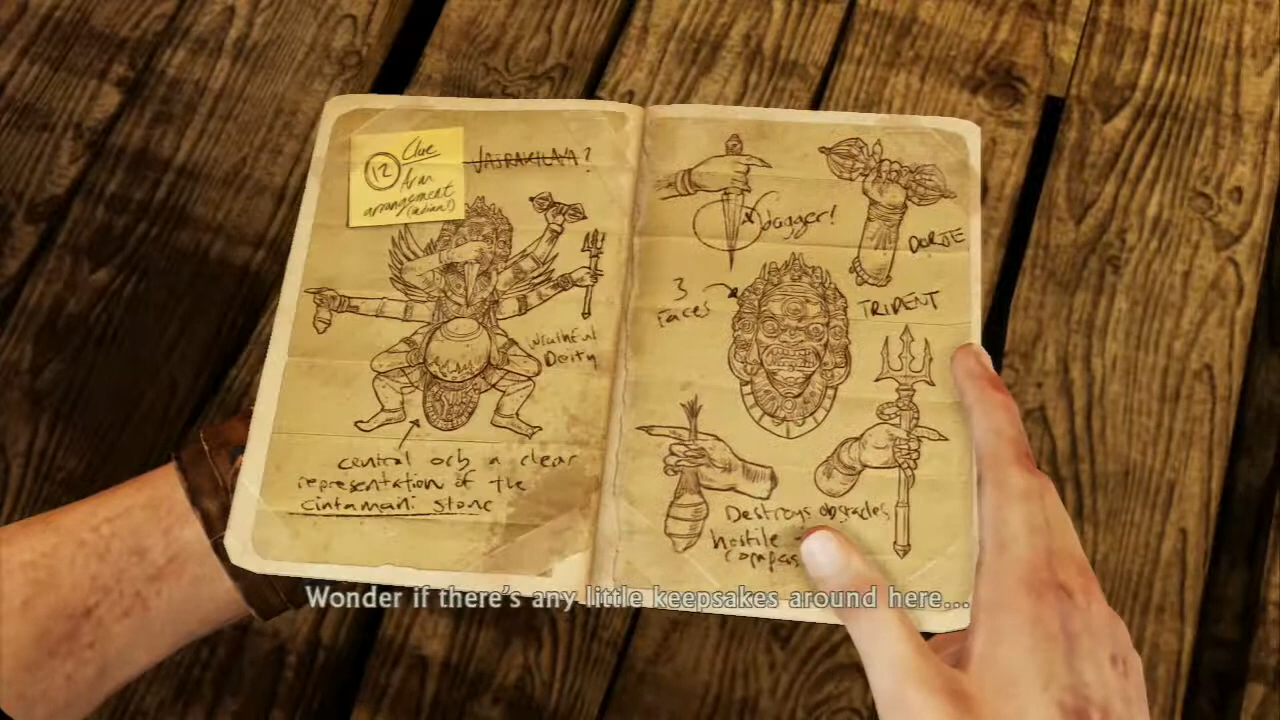 12
Clue
Arm
arrangement
(indian!)
VAJRAKILAYA?
Wrathful
Deity
central orb a clear
representation of the
cintamani stone
dagger!
DORJE
3
Faces
TRIDENT
Destroys obstacles
hostile -
Wonder if there's any little keepsakes around here...